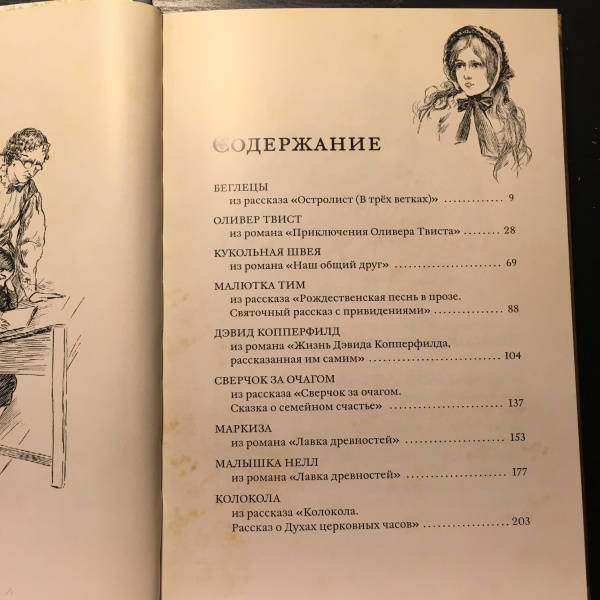 СОДЕРЖАНИЕ
БЕГЛЕЦЫ
из рассказа «Остролист (В трёх ветках)» ............ 9
ОЛИВЕР ТВИСТ
из романа «Приключения Оливера Твиста» ........ 28
КУКОЛЬНАЯ ШВЕЯ
из романа «Наш общий друг» ...................... 69
МАЛЮТКА ТИМ
из рассказа «Рождественская песнь в прозе.
Святочный рассказ с привидениями» .............. 88
ДЭВИД КОППЕРФИЛД
из романа «Жизнь Дэвида Копперфилда,
рассказанная им самим» .......................... 104
СВЕРЧОК ЗА ОЧАГОМ
из рассказа «Сверчок за очагом.
Сказка о семейном счастье» ...................... 137
МАРКИЗА
из романа «Лавка древностей» .................... 153
МАЛЫШКА НЕЛЛ
из романа «Лавка древностей» .................... 177
КОЛОКОЛА
из рассказа «Колокола.
Рассказ о Духах церковных часов» ................ 203